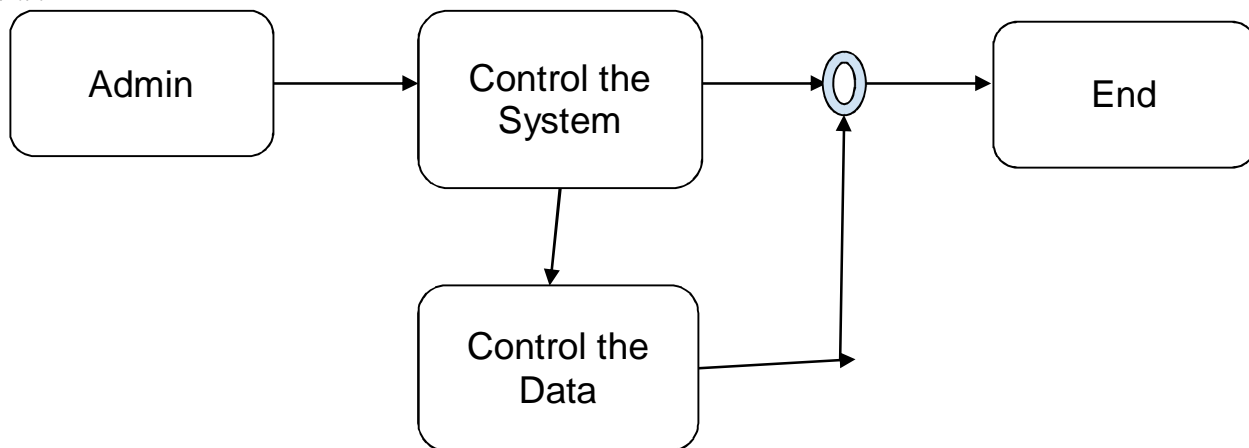 Admin
Control the
System
End
Control the
Data